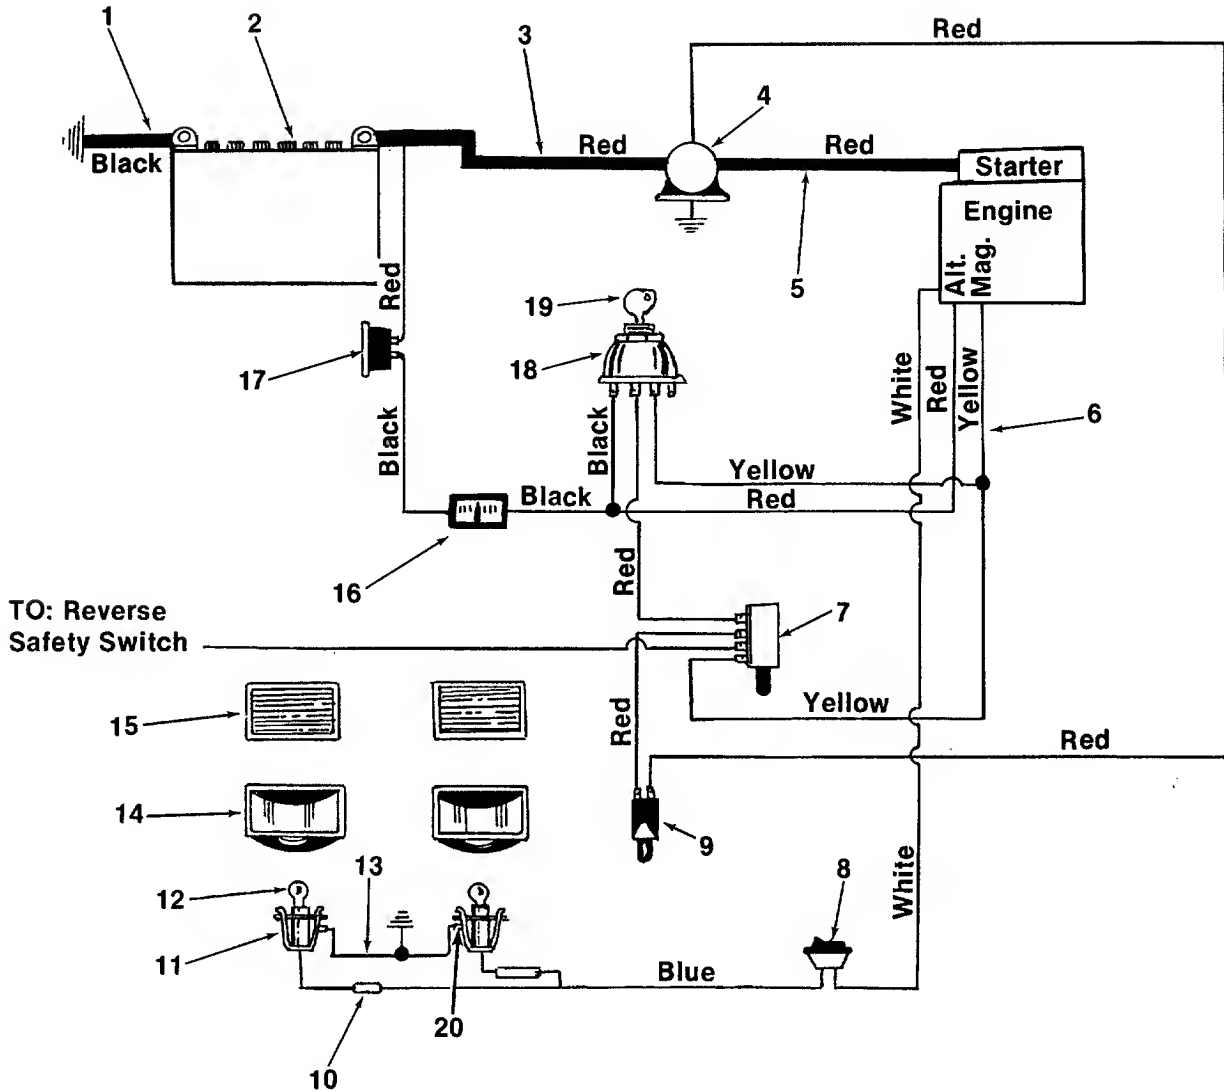 1
2
3
4
Red
Black
Red
Red
Starter
Engine
Alt.
Mag.
5
Red
19
18
17
Black
Black
White
Red
Yellow
6
Yellow
Black
Red
16
Red
TO: Reverse
Safety Switch
7
15
Red
Yellow
Red
14
9
13
12
8
White
11
Blue
20
10